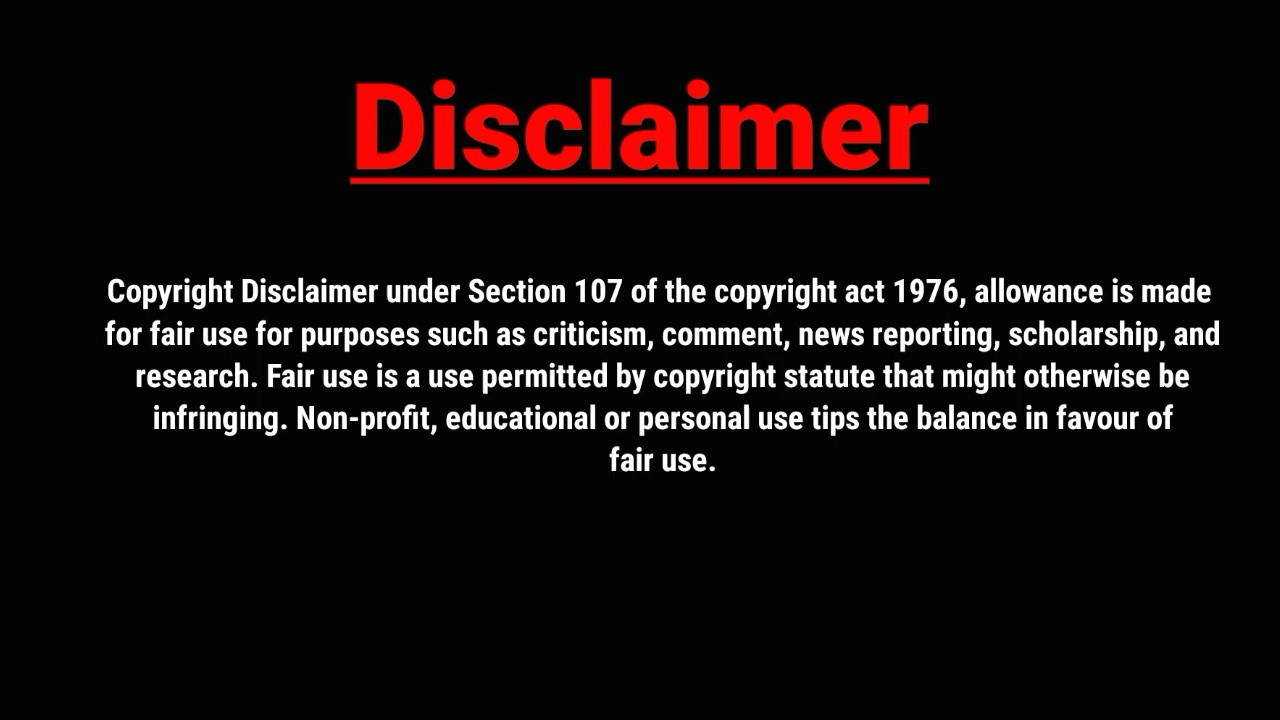 Disclaimer
Copyright Disclaimer under Section 107 of the copyright act 1976, allowance is made
for fair use for purposes such as criticism, comment, news reporting, scholarship, and
research. Fair use is a use permitted by copyright statute that might otherwise be
infringing. Non-profit, educational or personal use tips the balance in favour of
fair use.